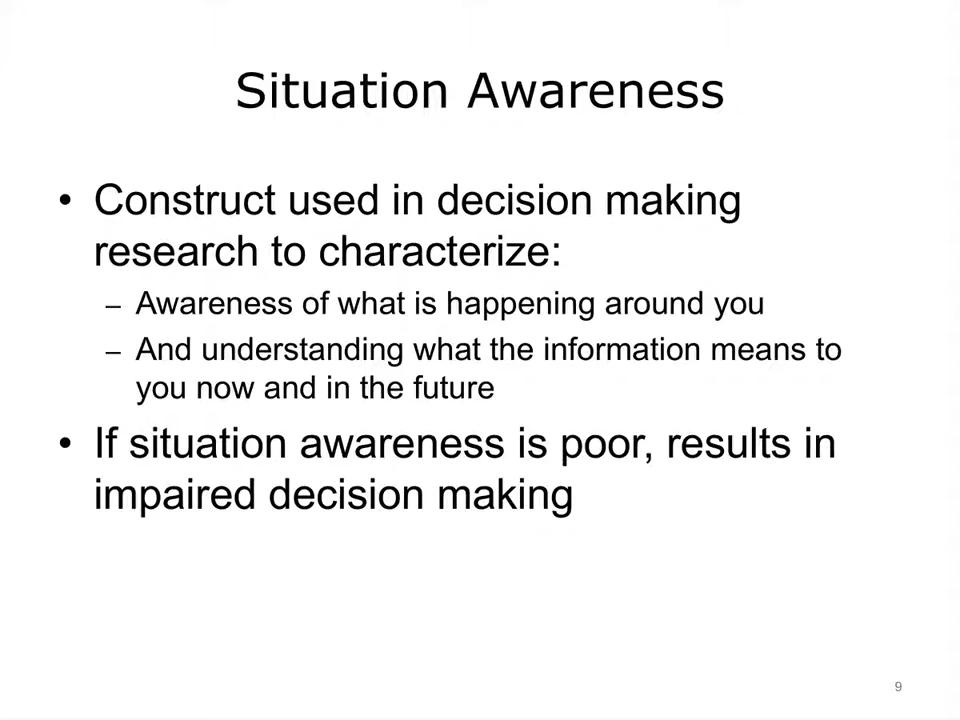 Situation Awareness
• Construct used in decision making
research to characterize:
– Awareness of what is happening around you
– And understanding what the information means to
you now and in the future
• If situation awareness is poor, results in
impaired decision making
9